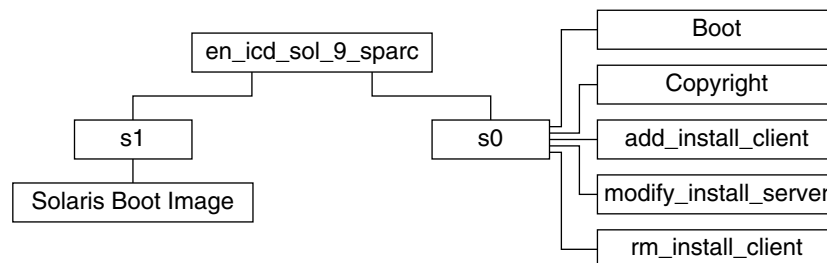 en_icd_sol_9_sparc
s1
s0
Solaris Boot Image
Boot
Copyright
add_install_client
modify_install_server
rm_install_client